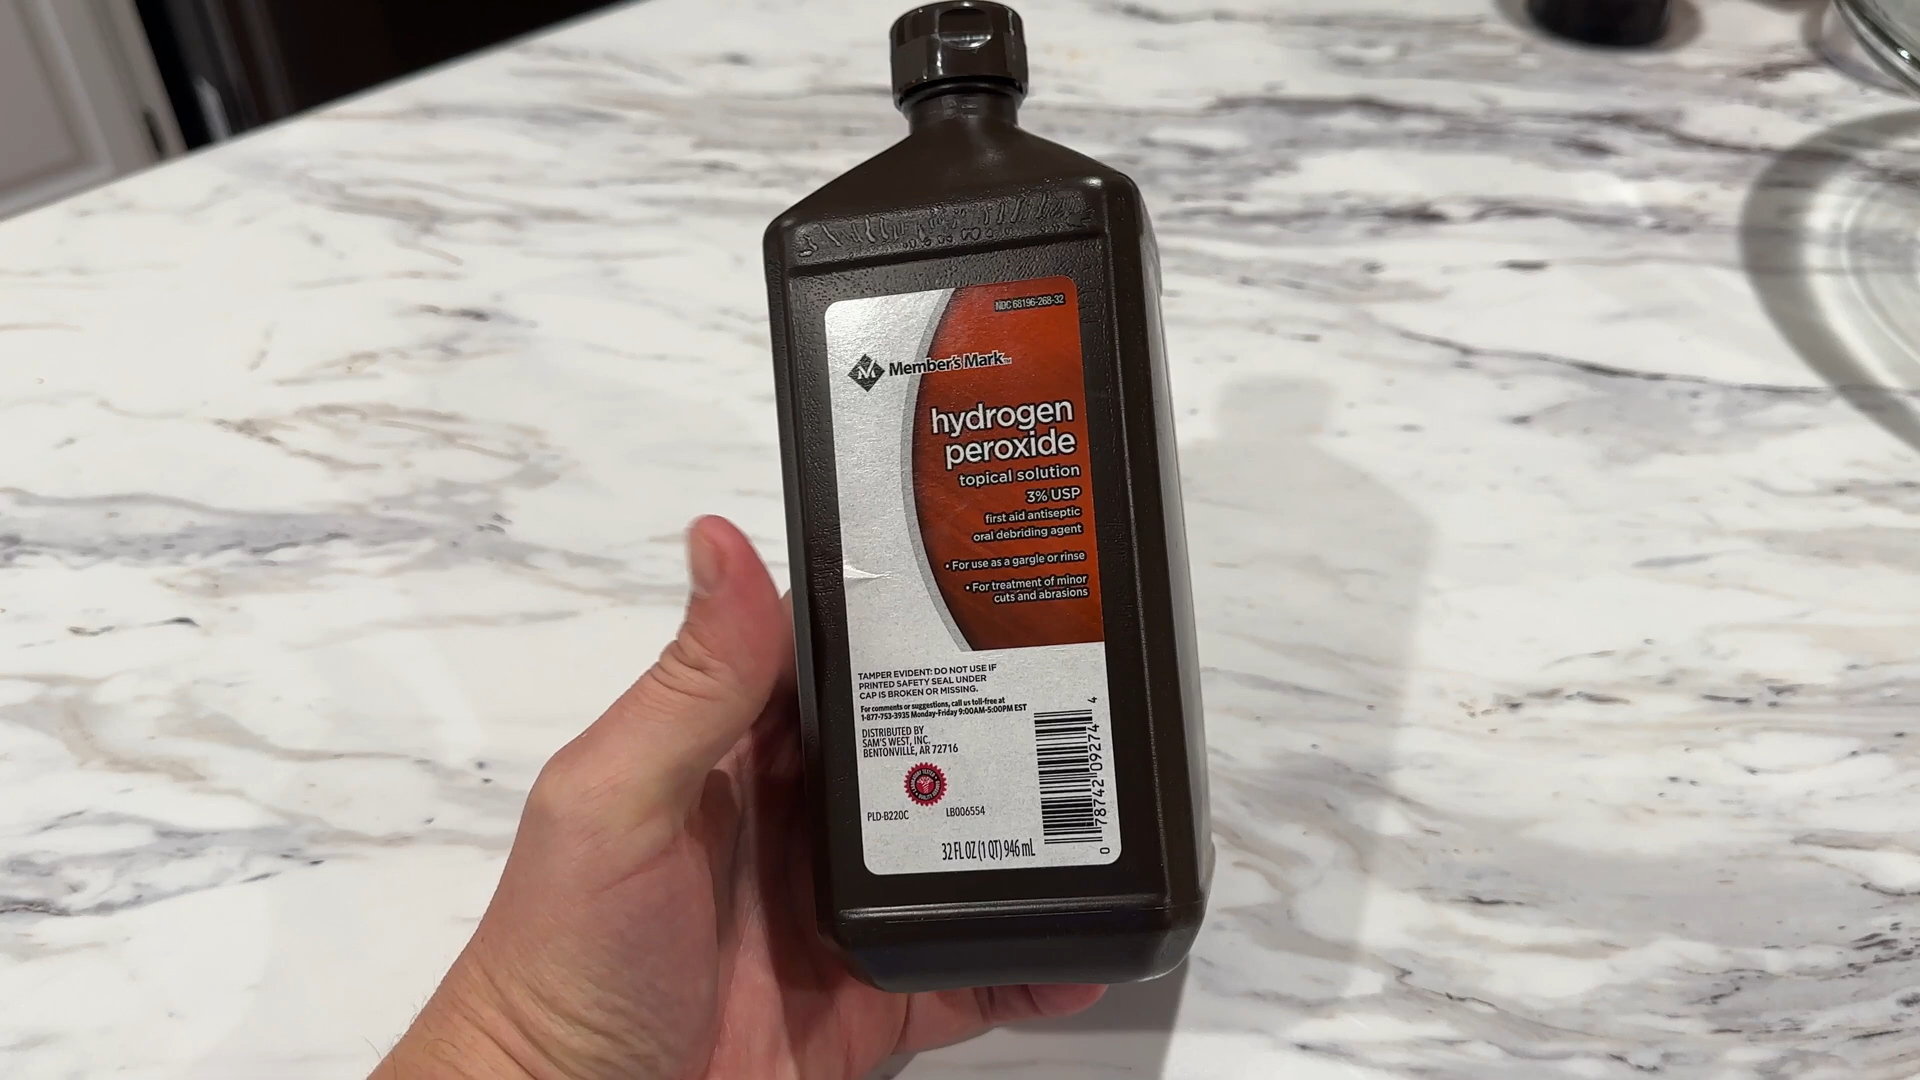 NDC 68196-268-32
Member's Mark™
hydrogen
peroxide
topical solution
3% USP
first aid antiseptic
oral debriding agent
• For use as a gargle or rinse
• For treatment of minor
cuts and abrasions
TAMPER EVIDENT: DO NOT USE IF
PRINTED SAFETY SEAL UNDER
CAP IS BROKEN OR MISSING.
For comments or suggestions, call us toll-free at
1-877-753-3935 Monday-Friday 9:00AM-5:00PM EST
DISTRIBUTED BY
SAM'S WEST, INC.
BENTONVILLE, AR 72716
PLD-B220C
LB006554
32 FL OZ (1 QT) 946 mL
0 78742 09274 4